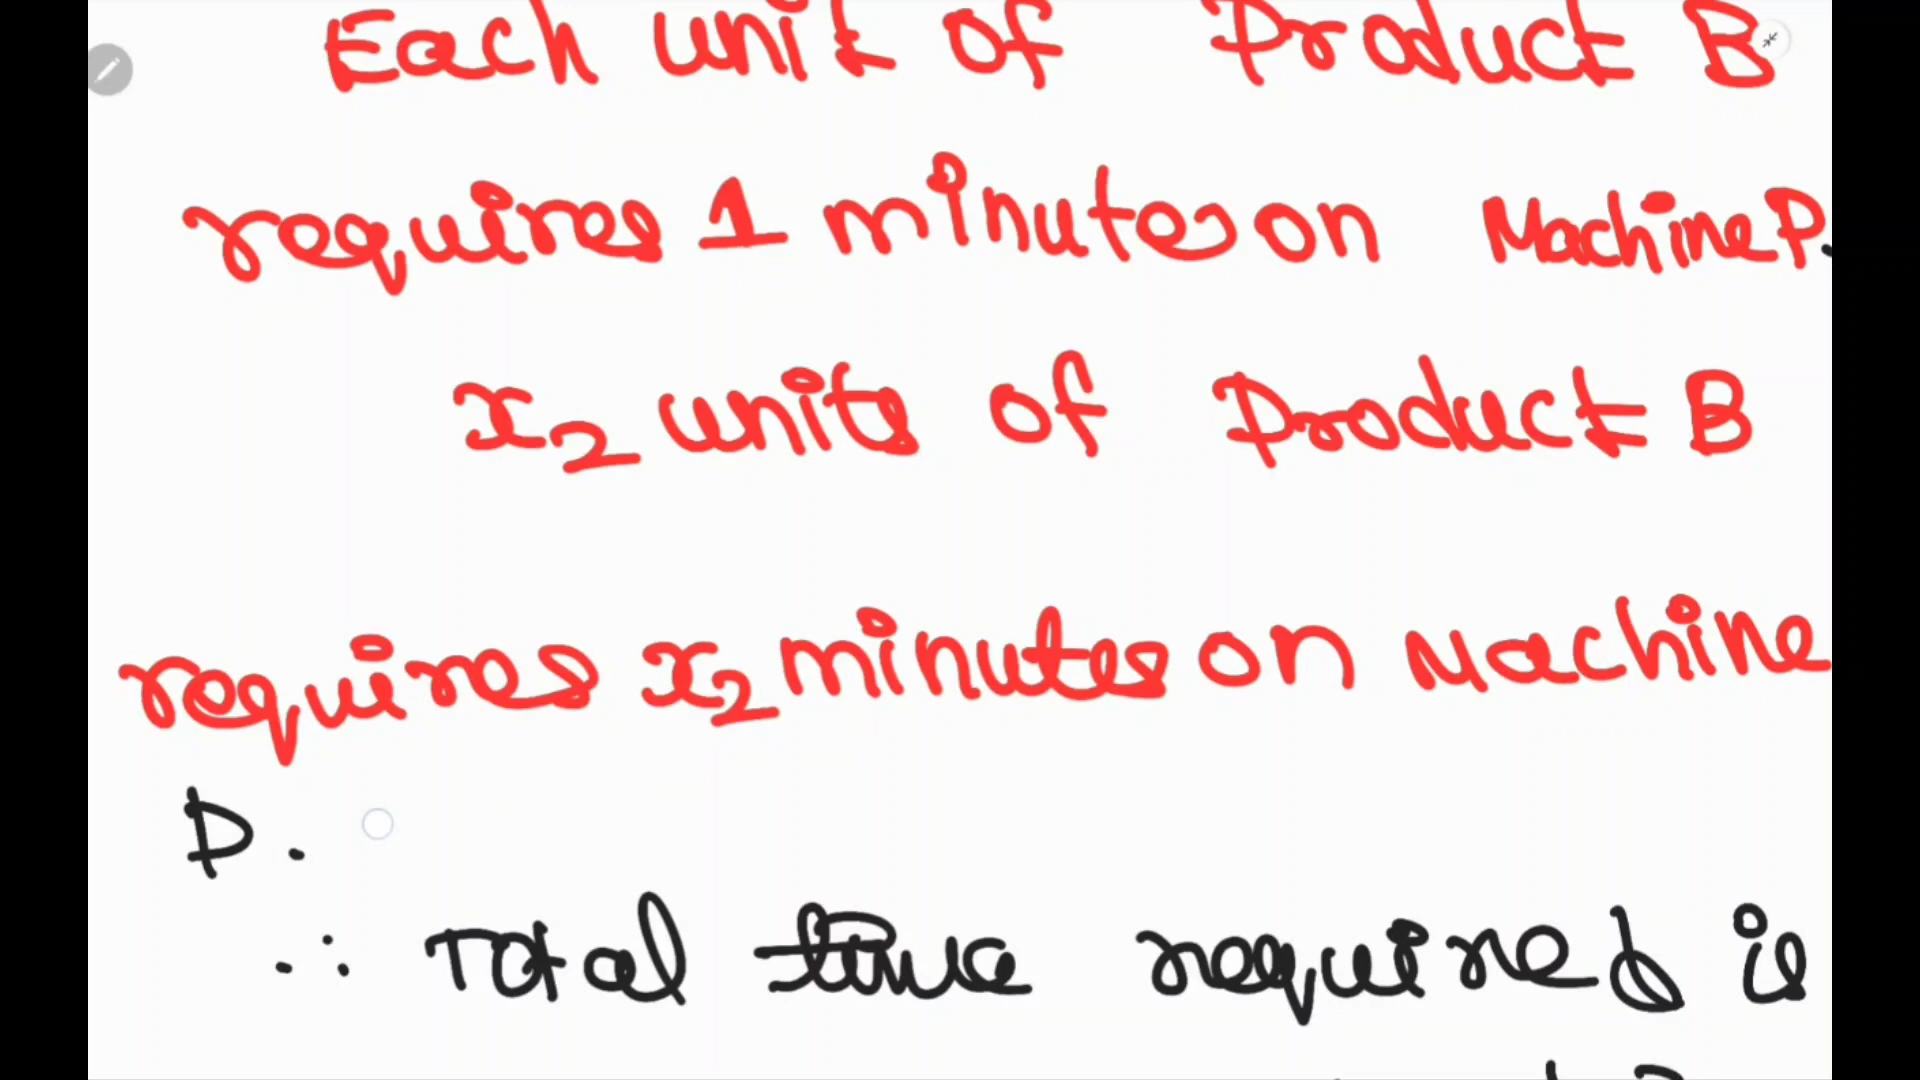 Each unit of Product B
requires 1 minutes on Machine P.
x₂ units of Product B
requires x₂ minutes on Machine
P.
∴ Total time required is